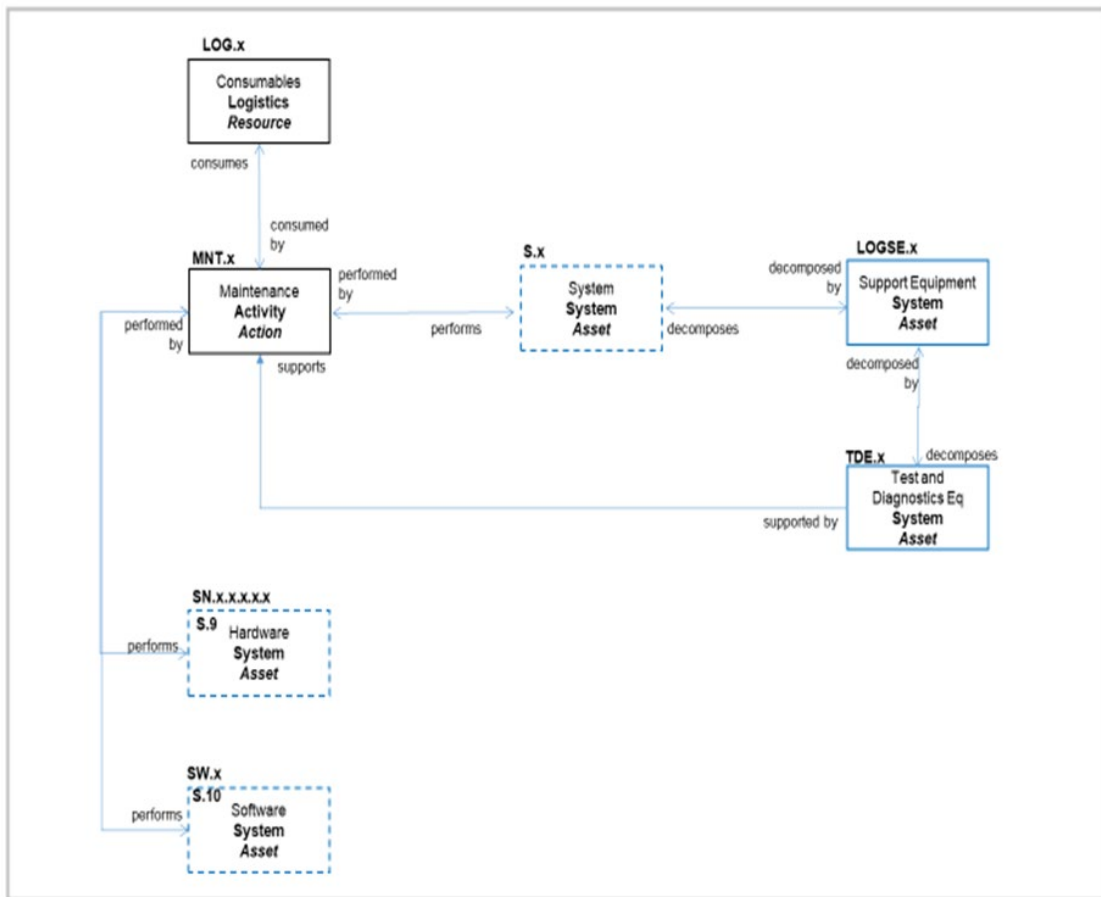 LOG.x
Consumables
Logistics
Resource
consumes
consumed
by
MNT.x
Maintenance
Activity
Action
performed
by
performed
by
supports
performs
S.x
System
System
Asset
decomposes
decomposed
by
LOGSE.x
Support Equipment
System
Asset
decomposed
by
decomposes
TDE.x
Test and
Diagnostics Eq
System
Asset
supported by
SN.x.x.x.x.x
S.9
Hardware
System
Asset
performs
SW.x
S.10
Software
System
Asset
performs